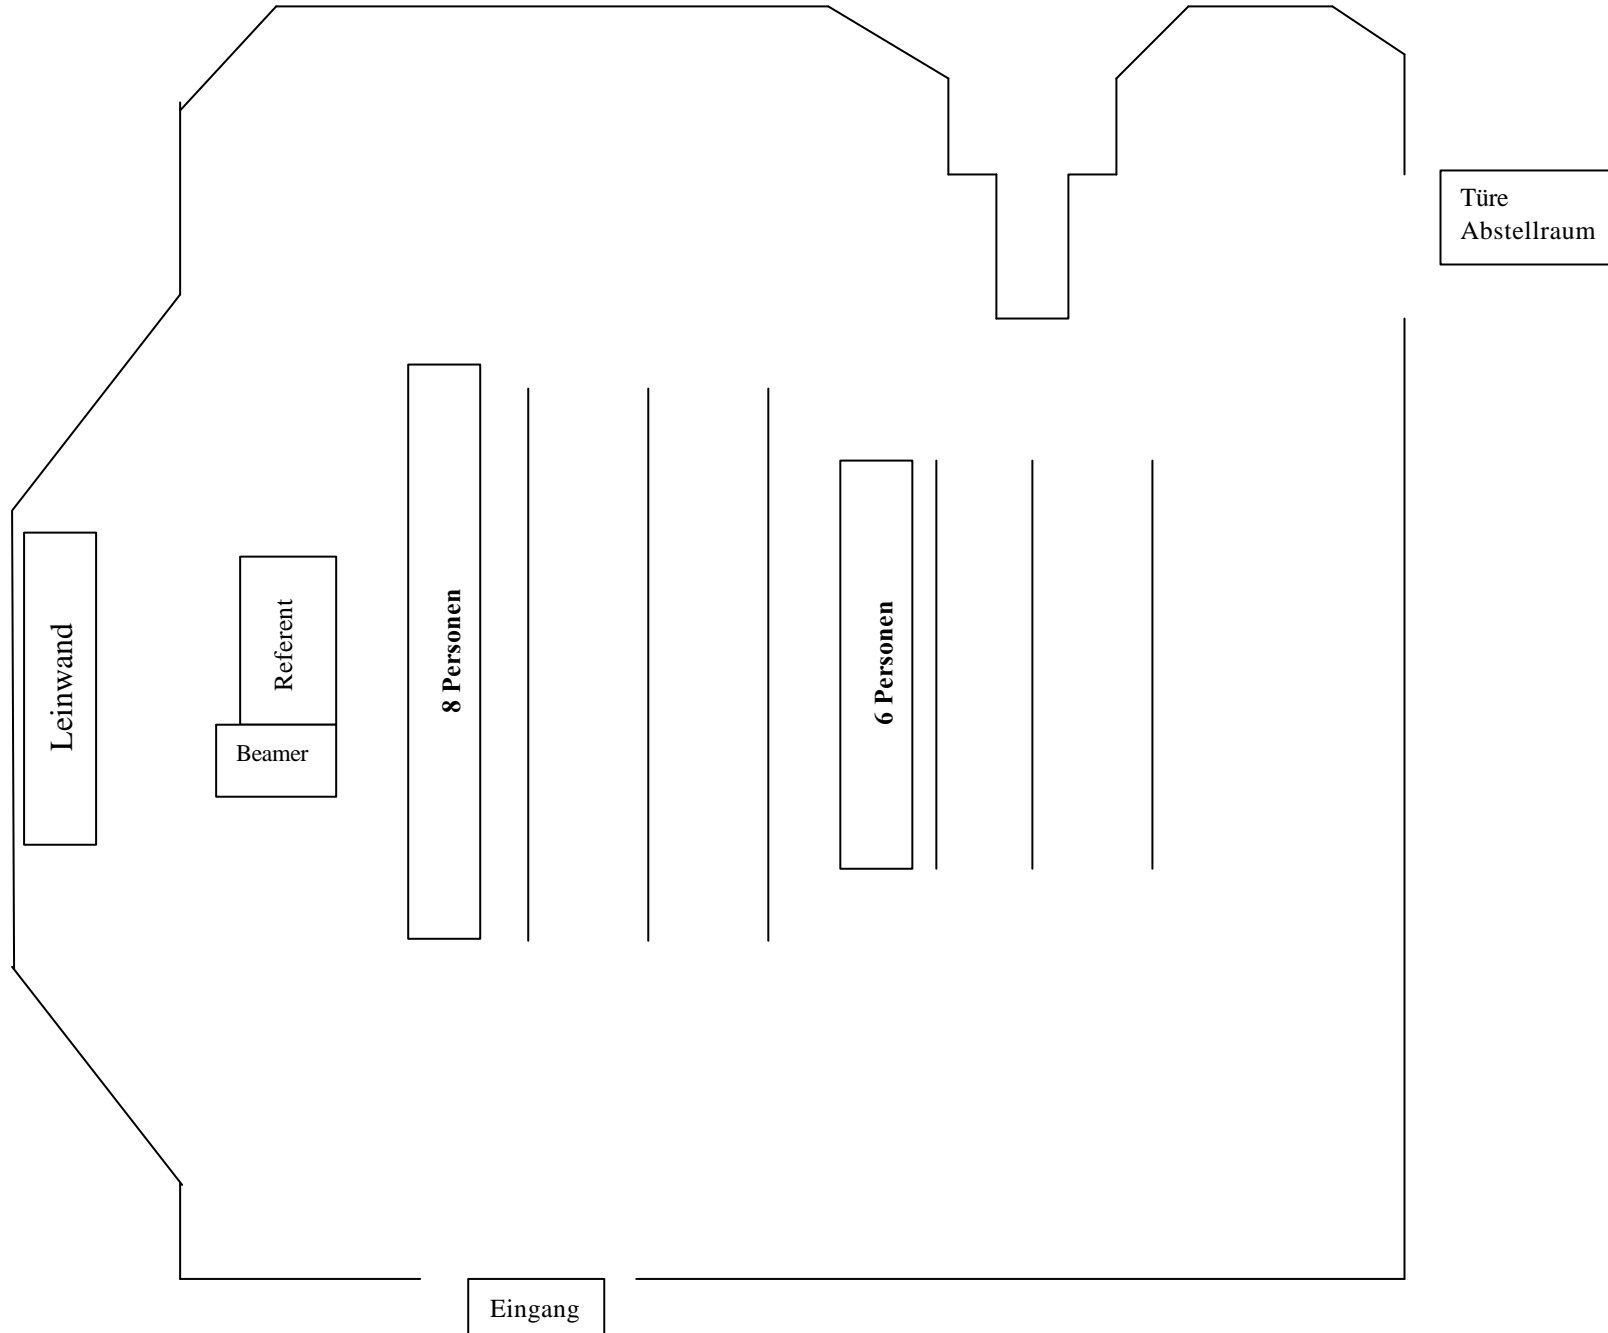 Türe
Abstellraum
Leinwand
Referent
Beamer
8 Personen
6 Personen
Eingang